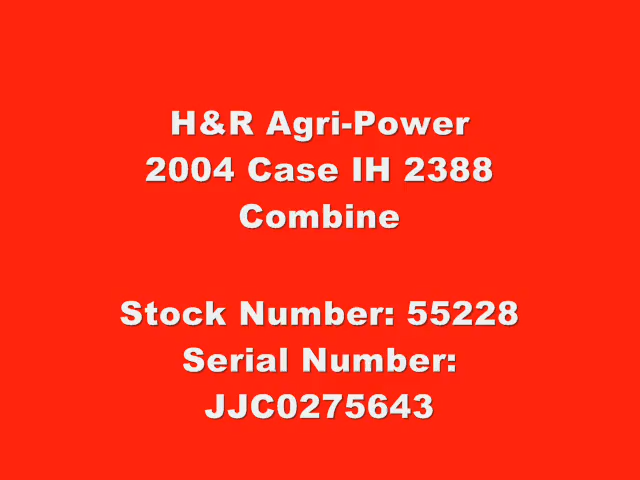 H&R Agri-Power
2004 Case IH 2388
Combine
Stock Number: 55228
Serial Number:
JJC0275643